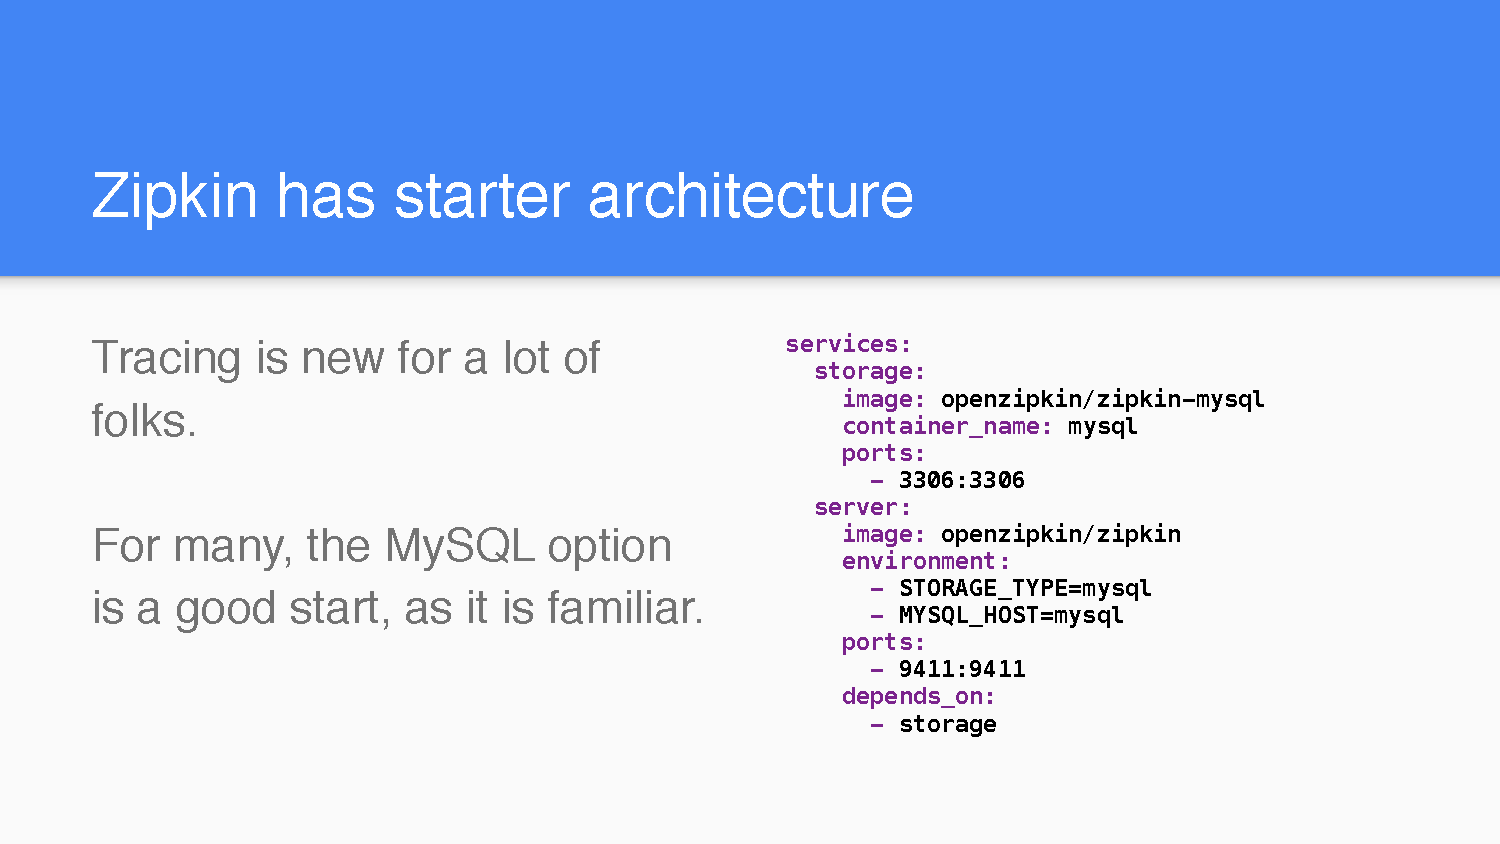 Zipkin has starter architecture
Tracing is new for a lot of
folks.
For many, the MySQL option
is a good start, as it is familiar.
services:
  storage:
    image: openzipkin/zipkin-mysql
    container_name: mysql
    ports:
      - 3306:3306
  server:
    image: openzipkin/zipkin
    environment:
      - STORAGE_TYPE=mysql
      - MYSQL_HOST=mysql
    ports:
      - 9411:9411
    depends_on:
      - storage